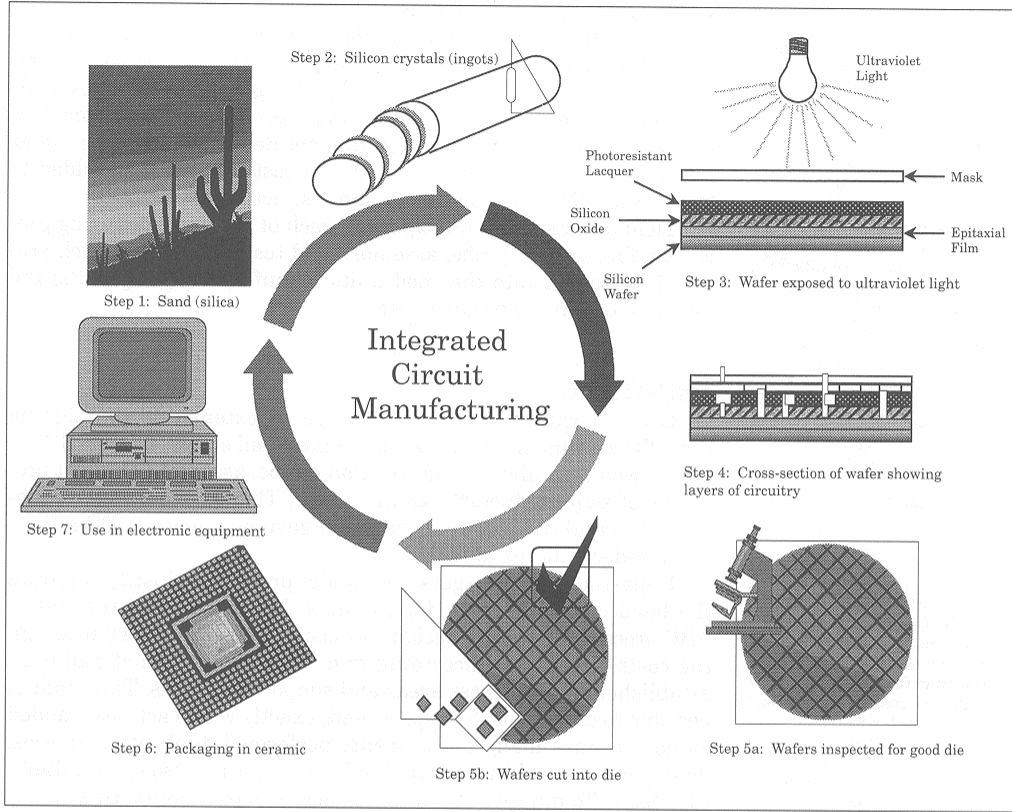 Step 2:  Silicon crystals (ingots)
Ultraviolet
Light
Photoresistant
Lacquer
Mask
Silicon
Oxide
Epitaxial
Film
Silicon
Wafer
Step 3:  Wafer exposed to ultraviolet light
Step 1:  Sand (silica)
Integrated
Circuit
Manufacturing
Step 4:  Cross-section of wafer showing
layers of circuitry
Step 7:  Use in electronic equipment
Step 6:  Packaging in ceramic
Step 5b:  Wafers cut into die
Step 5a:  Wafers inspected for good die